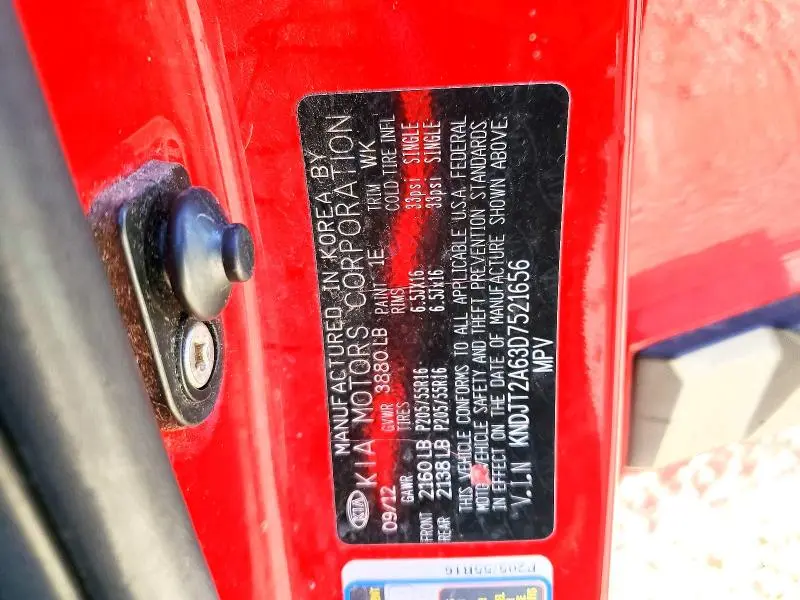 MANUFACTURED IN KOREA BY
KIA KIA MOTORS CORPORATION
09/12 GVWR 3880LB PAINT 1E TRIM WK
GAWR TIRES RIMS COLD TIRE INFL
FRONT 2160LB P205/55R16 6.5JX16 33psi SINGLE
REAR 2138LB P205/55R16 6.5JX16 33psi SINGLE
THIS VEHICLE CONFORMS TO ALL APPLICABLE U.S.A. FEDERAL
MOTOR VEHICLE SAFETY AND THEFT PREVENTION STANDARDS
IN EFFECT ON THE DATE OF MANUFACTURE SHOWN ABOVE.
V.I.N KNDJT2A63D7521656
MPV
P205/55R16